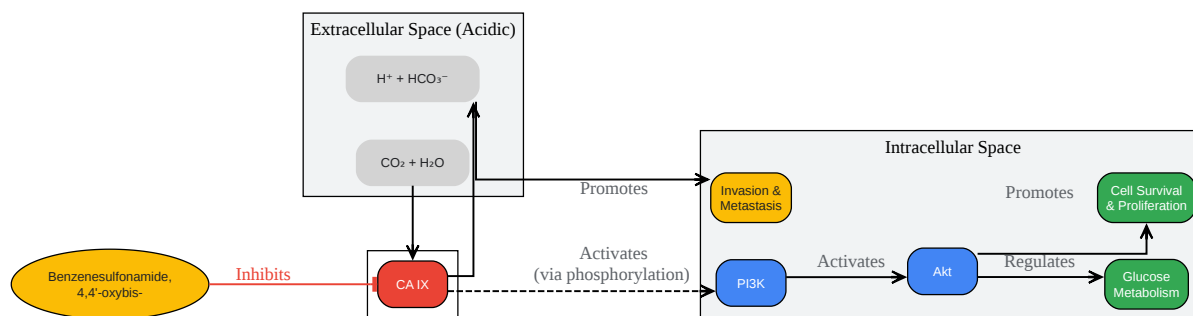 Extracellular Space (Acidic)
H⁺ + HCO₃⁻
CO₂ + H₂O
Intracellular Space
Promotes
Invasion &
Metastasis
Promotes
Cell Survival
& Proliferation
Benzenesulfonamide,
4,4'-oxybis-
Inhibits
CA IX
Activates
(via phosphorylation)
PI3K
Activates
Akt
Regulates
Glucose
Metabolism